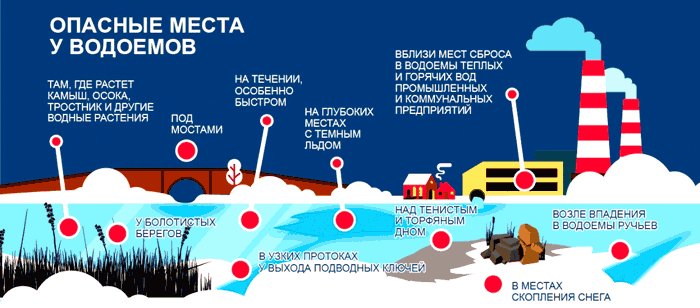 ОПАСНЫЕ МЕСТА
У ВОДОЕМОВ
ТАМ, ГДЕ РАСТЕТ
КАМЫШ, ОСОКА,
ТРОСТНИК И ДРУГИЕ
ВОДНЫЕ РАСТЕНИЯ
ПОД
МОСТАМИ
НА ТЕЧЕНИИ,
ОСОБЕННО
БЫСТРОМ
НА ГЛУБОКИХ
МЕСТАХ
С ТЕМНЫМ
ЛЬДОМ
ВБЛИЗИ МЕСТ СБРОСА
В ВОДОЕМЫ ТЕПЛЫХ
И ГОРЯЧИХ ВОД
ПРОМЫШЛЕННЫХ
И КОММУНАЛЬНЫХ
ПРЕДПРИЯТИЙ
У БОЛОТИСТЫХ
БЕРЕГОВ
В УЗКИХ ПРОТОКАХ
У ВЫХОДА ПОДВОДНЫХ КЛЮЧЕЙ
НАД ТЕНИСТЫМ
И ТОРФЯНЫМ
ДНОМ
ВОЗЛЕ ВПАДЕНИЯ
В ВОДОЕМЫ РУЧЬЕВ
В МЕСТАХ
СКОПЛЕНИЯ СНЕГА